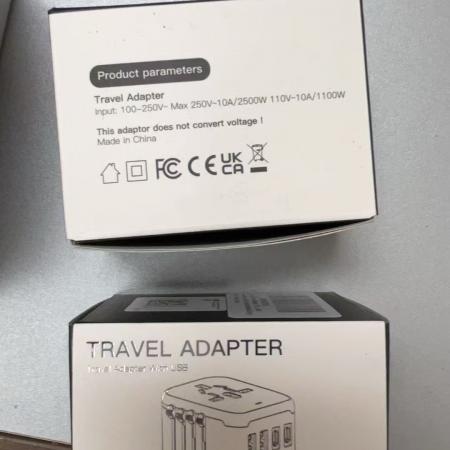 Product parameters
Travel Adapter
Input: 100-250V~ Max 250V~10A/2500W 110V~10A/1100W
This adaptor does not convert voltage !
Made in China
FC CE UK
CA
TRAVEL ADAPTER
Travel Adapter With USB